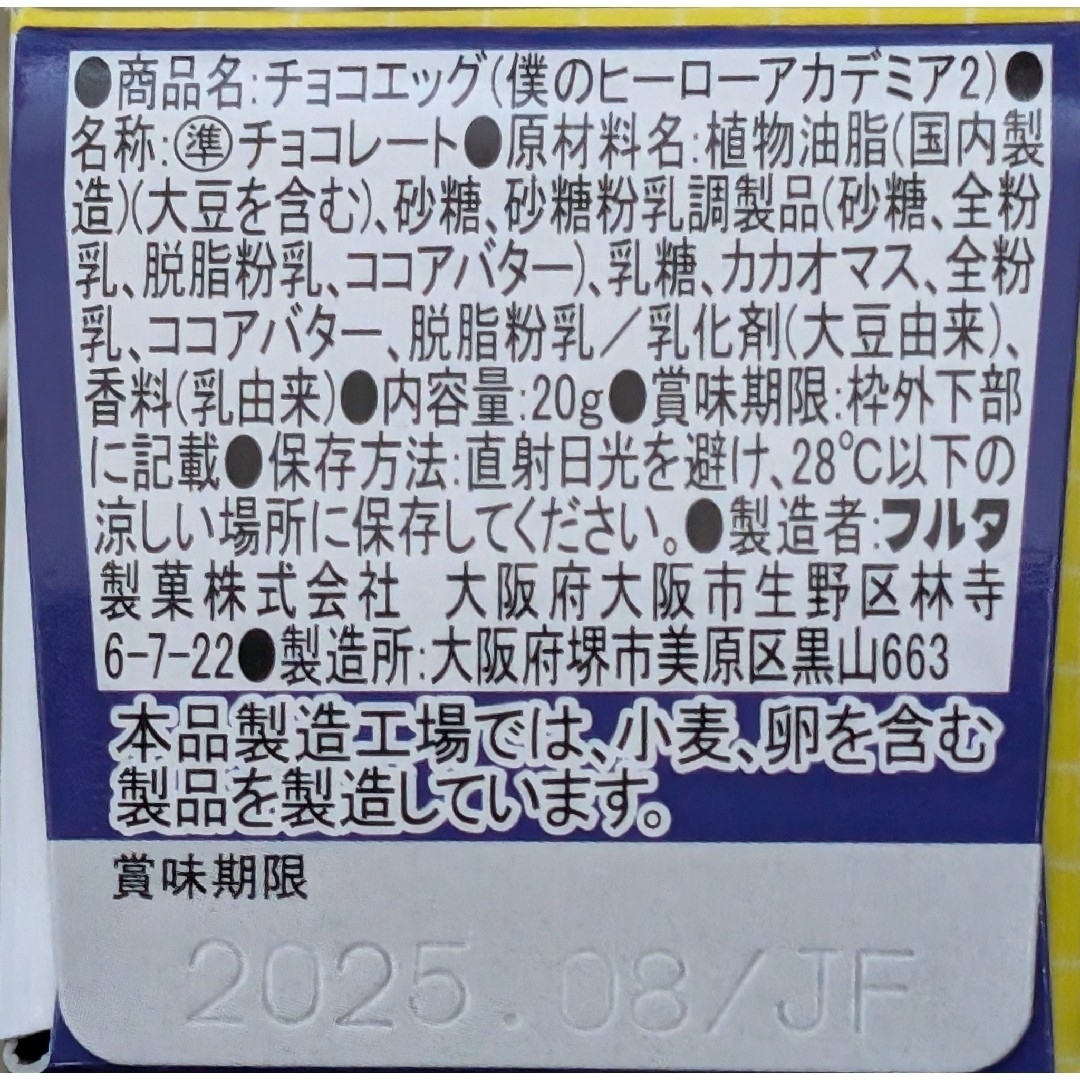 ●商品名:チョコエッグ(僕のヒーローアカデミア2)●
名称:㊤準チョコレート●原材料名:植物油脂(国内製
造)(大豆を含む)、砂糖、砂糖粉乳調製品(砂糖、全粉
乳、脱脂粉乳、ココアバター)、乳糖、カカオマス、全粉
乳、ココアバター、脱脂粉乳/乳化剤(大豆由来)、
香料(乳由来)●内容量:20g●賞味期限:枠外下部
に記載●保存方法:直射日光を避け、28℃以下の
涼しい場所に保存してください。●製造者:フルタ
製菓株式会社 大阪府大阪市生野区林寺
6-7-22●製造所:大阪府堺市美原区黒山663
本品製造工場では、小麦、卵を含む
製品を製造しています。
賞味期限
2025.08/JF